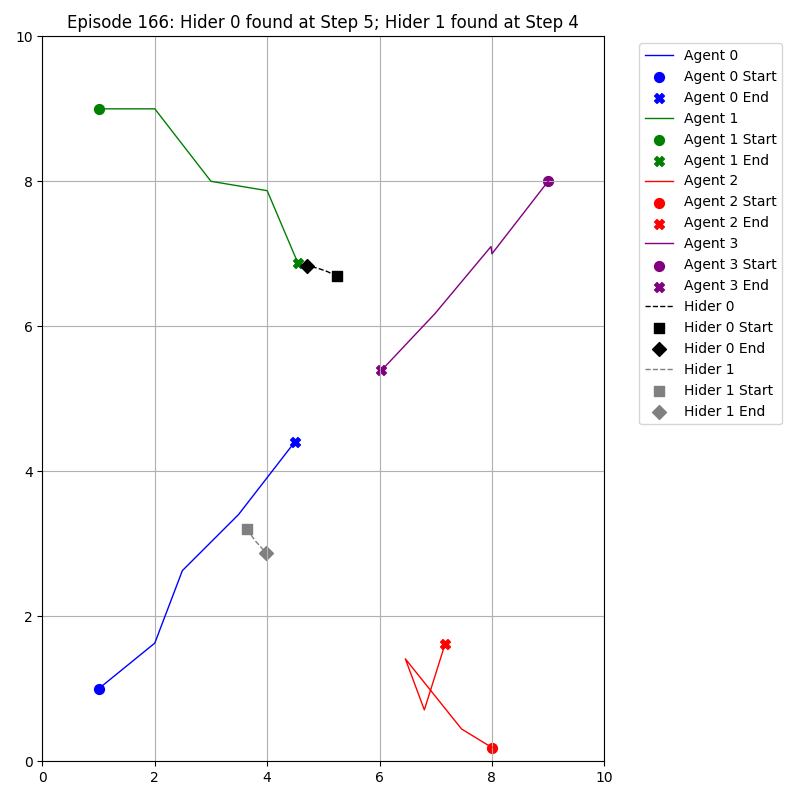 Episode 166: Hider 0 found at Step 5; Hider 1 found at Step 4
10
8
6
4
2
0
0 2 4 6 8 10
Agent 0
Agent 0 Start
Agent 0 End
Agent 1
Agent 1 Start
Agent 1 End
Agent 2
Agent 2 Start
Agent 2 End
Agent 3
Agent 3 Start
Agent 3 End
Hider 0
Hider 0 Start
Hider 0 End
Hider 1
Hider 1 Start
Hider 1 End